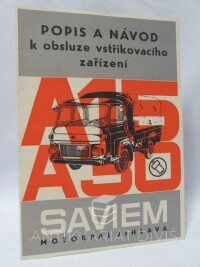 POPIS A NÁVOD
k obsluze vstřikovacího
zařízení
A15
A30
SAVIEM
MOTORPAL JIHLAVA